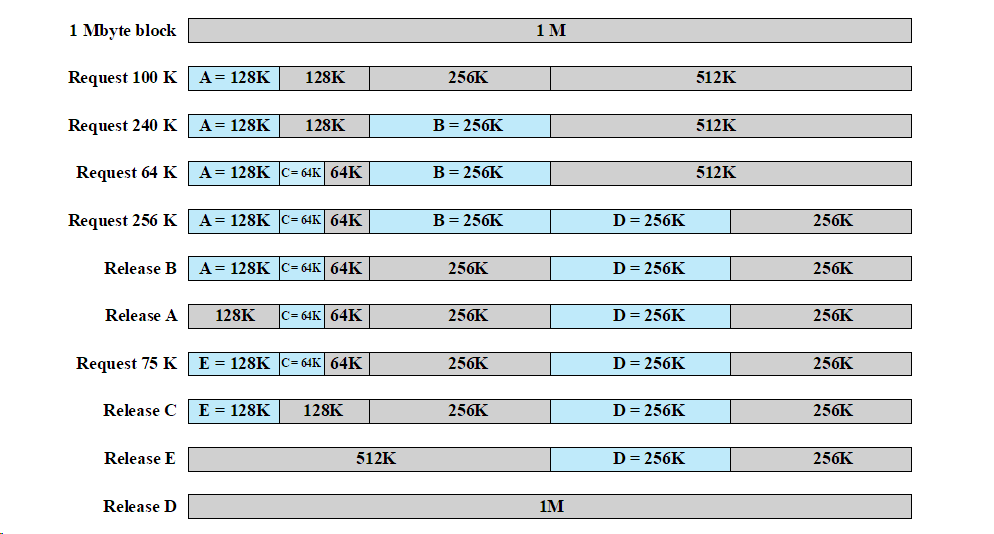 1 Mbyte block 1 M
Request 100 K A = 128K 128K 256K 512K
Request 240 K A = 128K 128K B = 256K 512K
Request 64 K A = 128K C= 64K 64K B = 256K 512K
Request 256 K A = 128K C= 64K 64K B = 256K D = 256K 256K
Release B A = 128K C= 64K 64K 256K D = 256K 256K
Release A 128K C= 64K 64K 256K D = 256K 256K
Request 75 K E = 128K C= 64K 64K 256K D = 256K 256K
Release C E = 128K 128K 256K D = 256K 256K
Release E 512K D = 256K 256K
Release D 1M